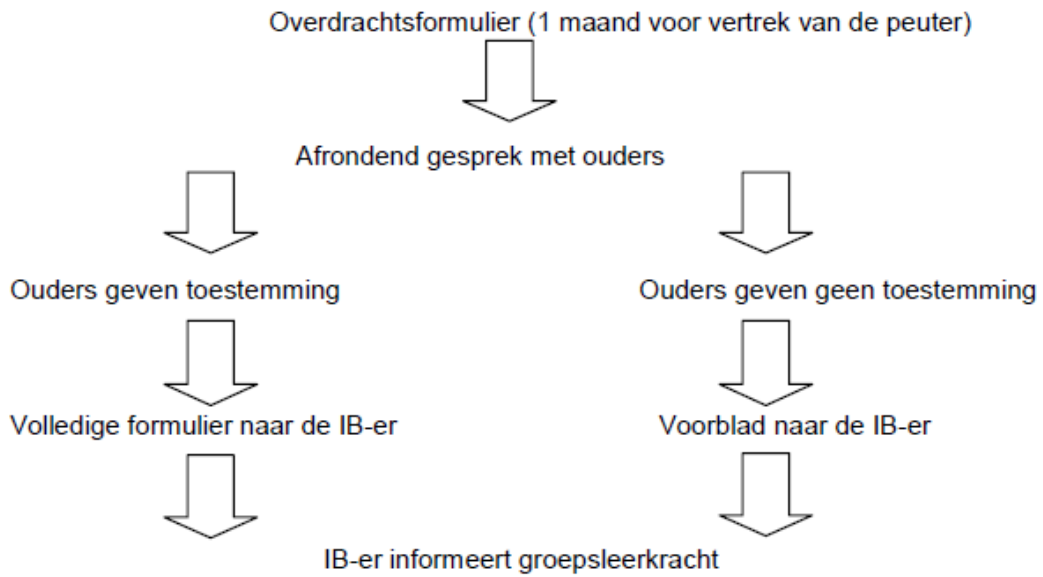 Overdrachtsformulier (1 maand voor vertrek van de peuter)
Afrondend gesprek met ouders
Ouders geven toestemming
Ouders geven geen toestemming
Volledige formulier naar de IB-er
Voorblad naar de IB-er
IB-er informeert groepsleerkracht